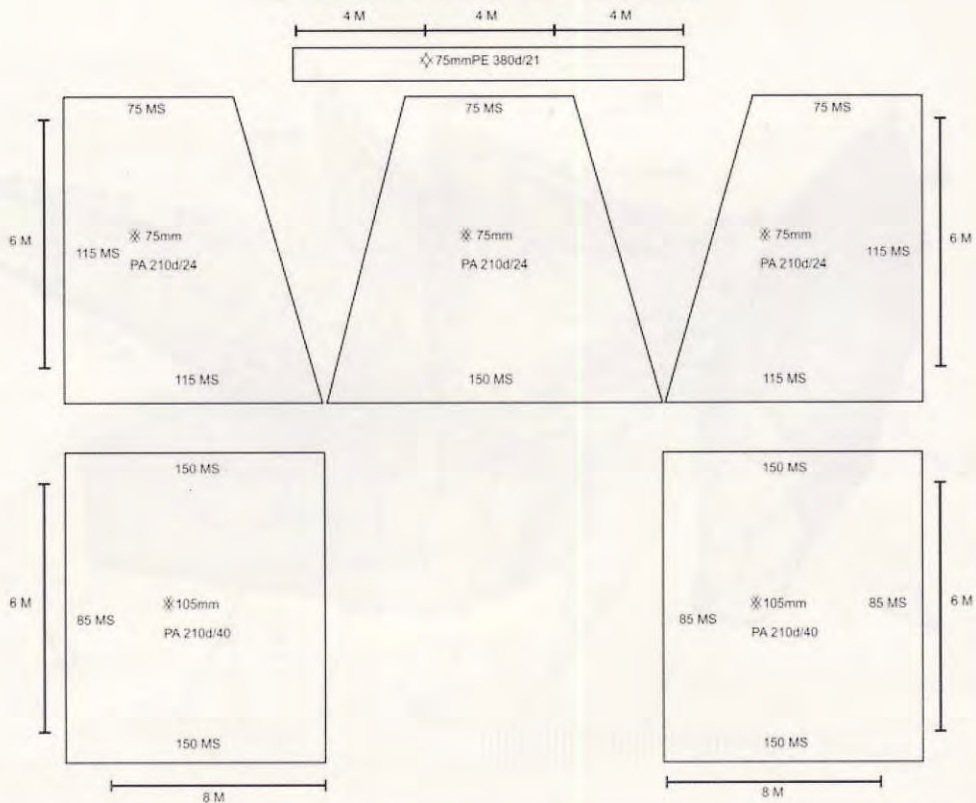 4 M 4 M 4 M
75mmPE 380d/21
75 MS 75 MS 75 MS
6 M 6 M
75mm 75mm 75mm
115 MS 115 MS
PA 210d/24 PA 210d/24 PA 210d/24
115 MS 150 MS 115 MS
150 MS 150 MS
6 M 6 M
105mm 105mm
85 MS 85 MS 85 MS
PA 210d/40 PA 210d/40
150 MS 150 MS
8 M 8 M